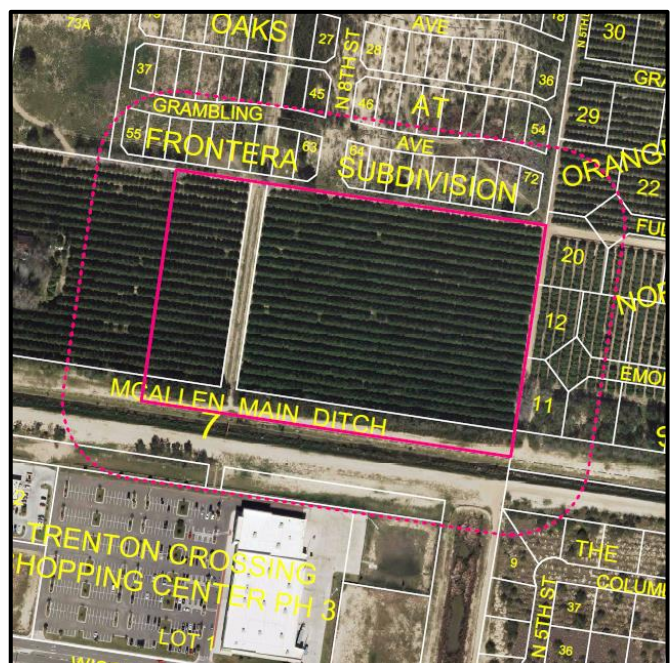 73A
OAKS
27
N 8TH ST
28
AVE
18
N 5TH
30
37
45
46
AT
36
GRA
29
GRAMBLING
54
55
FRONTERA
63
64
AVE
SUBDIVISION
72
ORANG
22
FUL
20
NOR
12
EMO
MCALLEN MAIN DITCH
7
11
9
TRENTON CROSSING
HOPPING CENTER PH 3
LOT 1
9
THE
COLUM
N 5TH ST
37
36